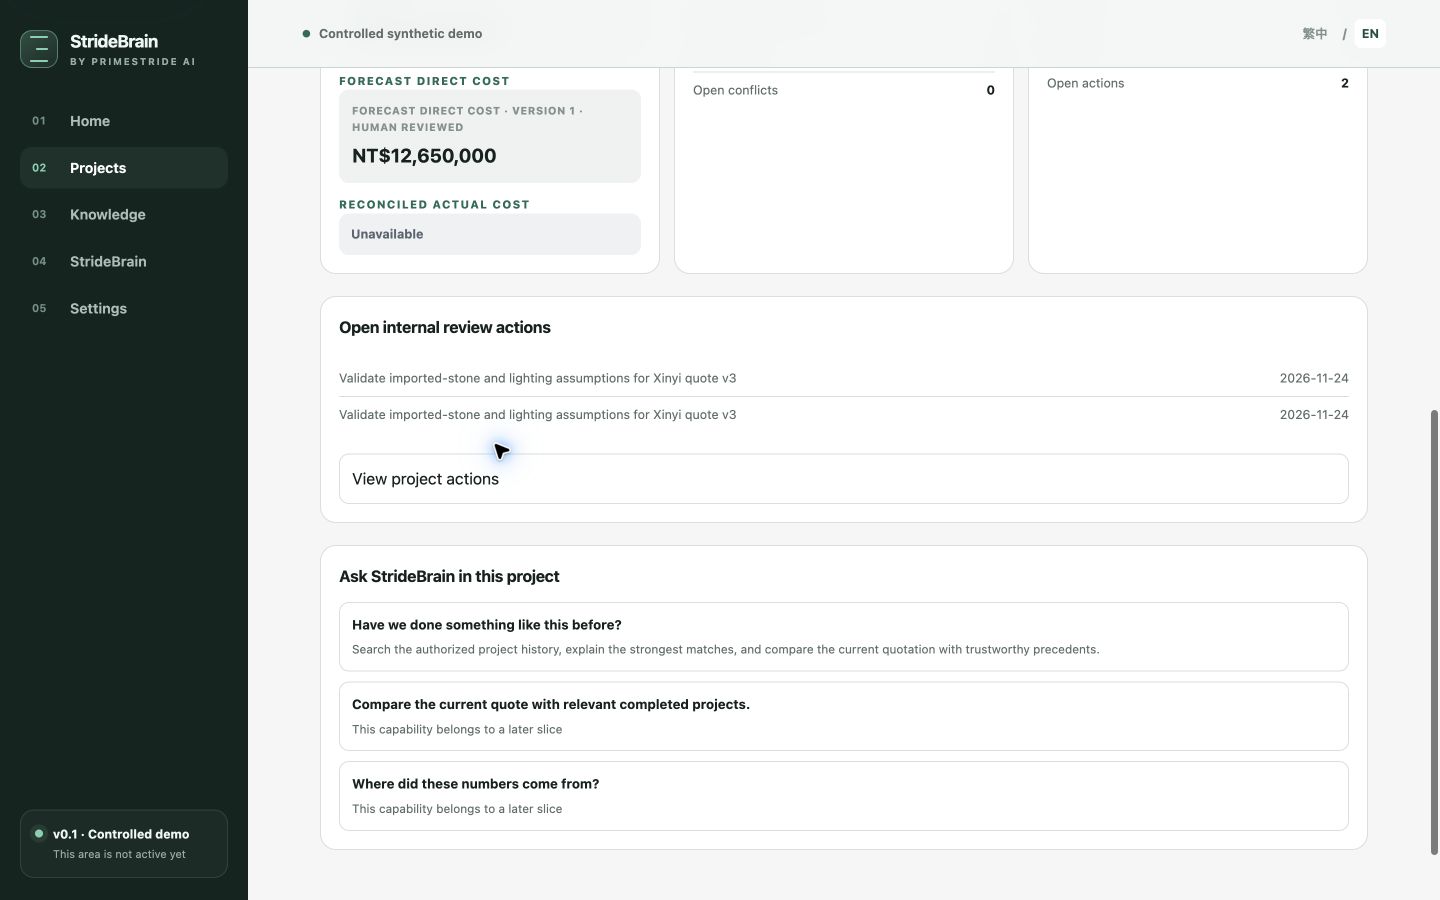 StrideBrain
BY PRIMESTRIDE AI
01 Home
02 Projects
03 Knowledge
04 StrideBrain
05 Settings
v0.1 · Controlled demo
This area is not active yet
Controlled synthetic demo
繁中 / EN
FORECAST DIRECT COST
FORECAST DIRECT COST · VERSION 1 ·
HUMAN REVIEWED
NT$12,650,000
RECONCILED ACTUAL COST
Unavailable
Open conflicts 0
Open actions 2
Open internal review actions
Validate imported-stone and lighting assumptions for Xinyi quote v3 2026-11-24
Validate imported-stone and lighting assumptions for Xinyi quote v3 2026-11-24
View project actions
Ask StrideBrain in this project
Have we done something like this before?
Search the authorized project history, explain the strongest matches, and compare the current quotation with trustworthy precedents.
Compare the current quote with relevant completed projects.
This capability belongs to a later slice
Where did these numbers come from?
This capability belongs to a later slice